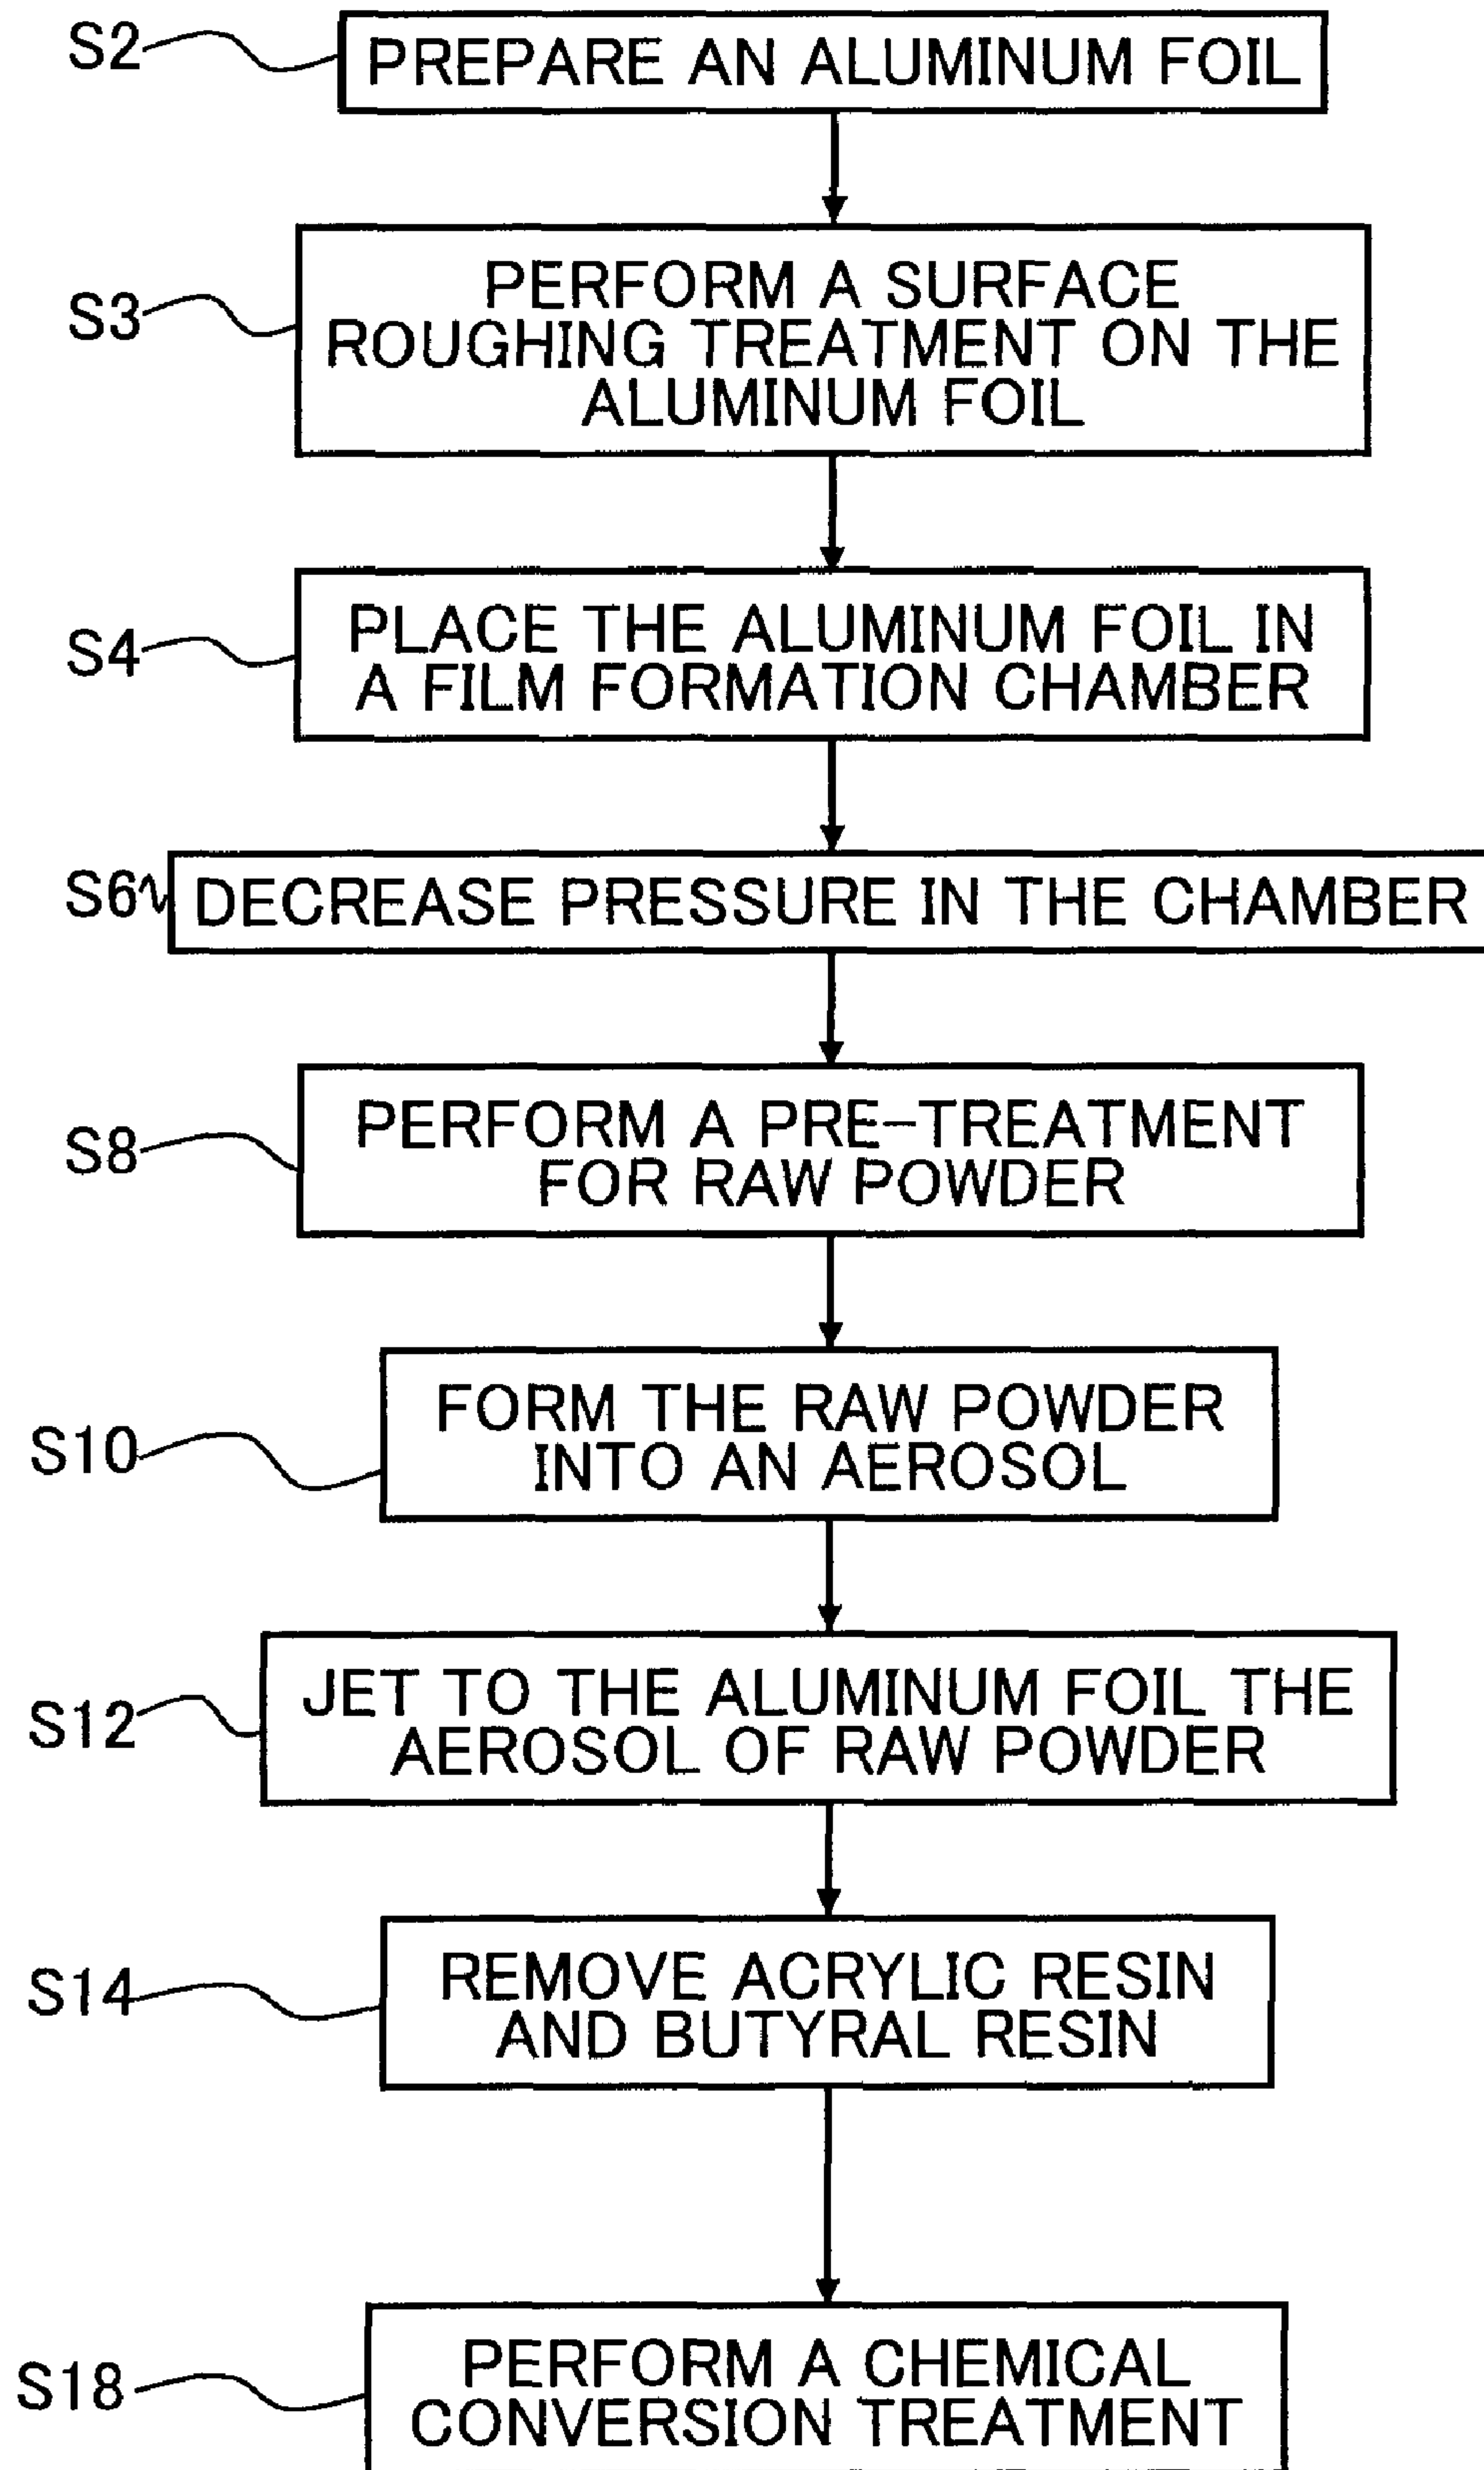 S2
PREPARE AN ALUMINUM FOIL
S3
PERFORM A SURFACE
ROUGHING TREATMENT ON THE
ALUMINUM FOIL
S4
PLACE THE ALUMINUM FOIL IN
A FILM FORMATION CHAMBER
S6
DECREASE PRESSURE IN THE CHAMBER
S8
PERFORM A PRE-TREATMENT
FOR RAW POWDER
S10
FORM THE RAW POWDER
INTO AN AEROSOL
S12
JET TO THE ALUMINUM FOIL THE
AEROSOL OF RAW POWDER
S14
REMOVE ACRYLIC RESIN
AND BUTYRAL RESIN
S18
PERFORM A CHEMICAL
CONVERSION TREATMENT